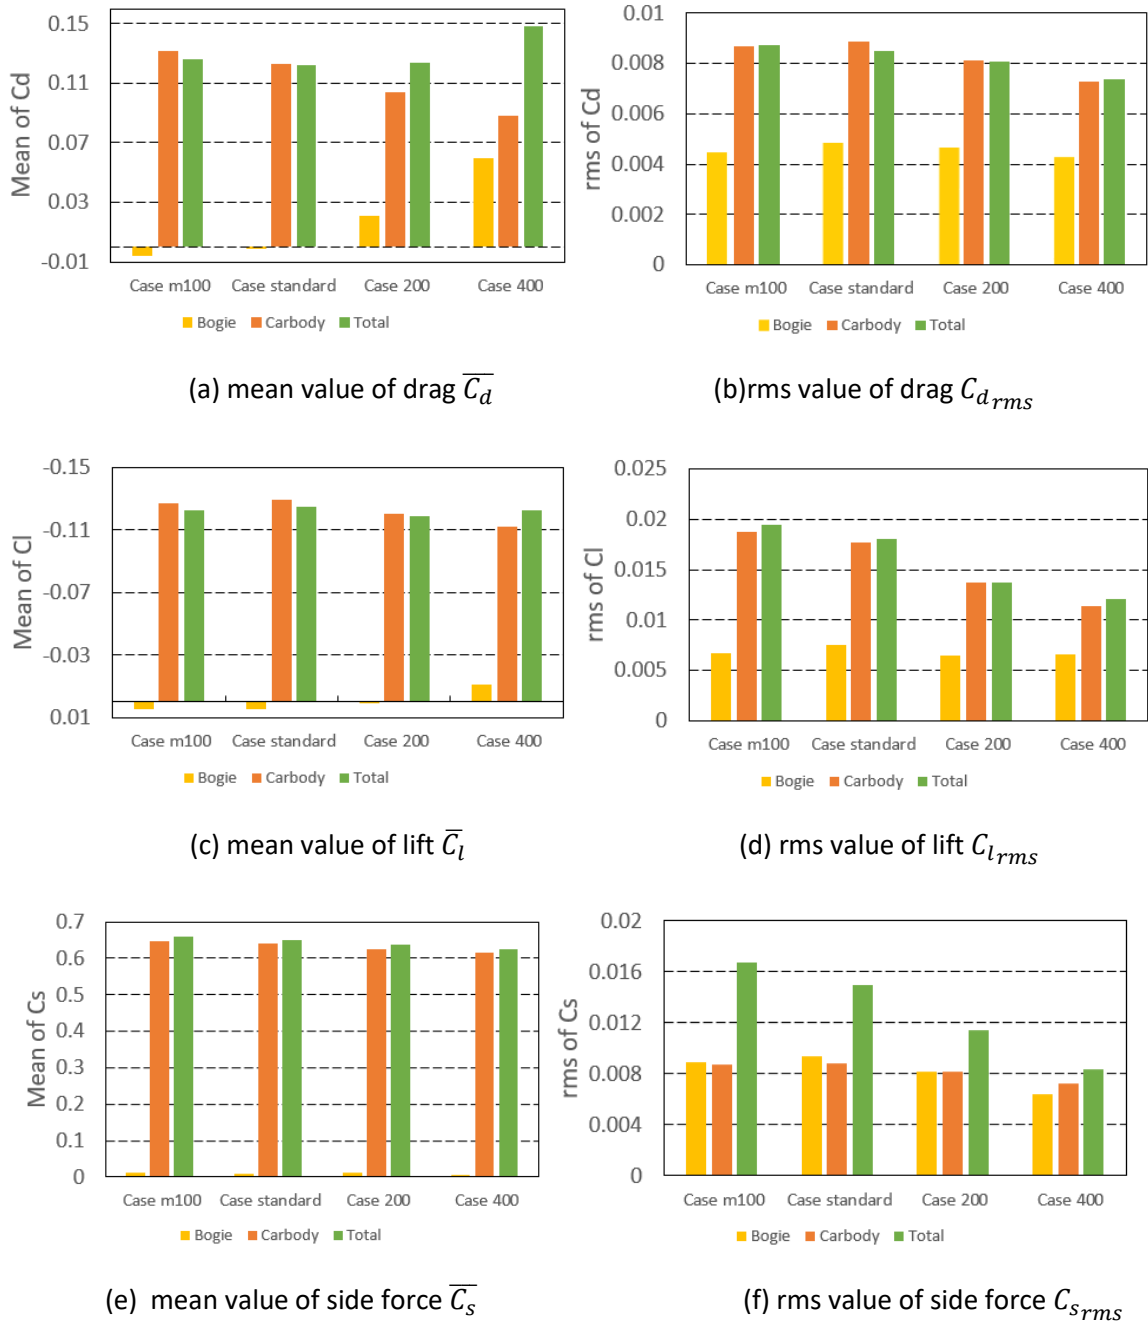 0.15
0.11
0.07
0.03
-0.01
Mean of Cd
Case m100 Case standard Case 200 Case 400
Bogie Carbody Total
(a) mean value of drag C̅d̅
0.01
0.008
0.006
0.004
0.002
0
rms of Cd
Case m100 Case standard Case 200 Case 400
Bogie Carbody Total
(b)rms value of drag C_{d_{rms}}
-0.15
-0.11
-0.07
-0.03
0.01
Mean of Cl
Case m100 Case standard Case 200 Case 400
Bogie Carbody Total
(c) mean value of lift C̅_l
0.025
0.02
0.015
0.01
0.005
0
rms of Cl
Case m100 Case standard Case 200 Case 400
Bogie Carbody Total
(d) rms value of lift C_{l_{rms}}
0.7
0.6
0.5
0.4
0.3
0.2
0.1
0
Mean of Cs
Case m100 Case standard Case 200 Case 400
Bogie Carbody Total
(e) mean value of side force C̅_s
0.02
0.016
0.012
0.008
0.004
0
rms of Cs
Case m100 Case standard Case 200 Case 400
Bogie Carbody Total
(f) rms value of side force C_{s_{rms}}